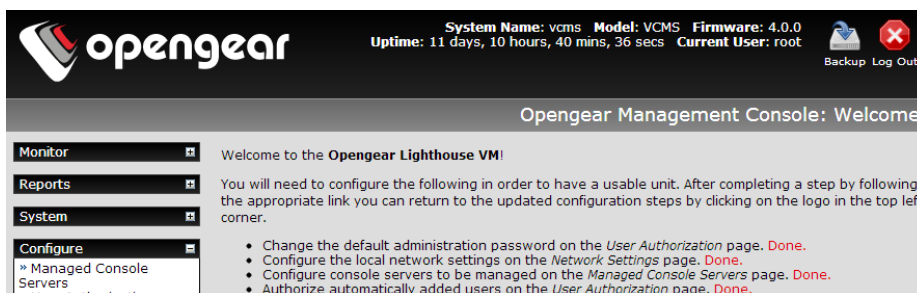 opengear
System Name: vcms Model: VCMS Firmware: 4.0.0
Uptime: 11 days, 10 hours, 40 mins, 36 secs Current User: root
Backup Log Out
Opengear Management Console: Welcome
Monitor
Reports
System
Configure
» Managed Console
Servers
Welcome to the Opengear Lighthouse VM!
You will need to configure the following in order to have a usable unit. After completing a step by following
the appropriate link you can return to the updated configuration steps by clicking on the logo in the top lef
corner.
• Change the default administration password on the User Authorization page. Done.
• Configure the local network settings on the Network Settings page. Done.
• Configure console servers to be managed on the Managed Console Servers page. Done.
• Authorize automatically added users on the User Authorization page. Done.